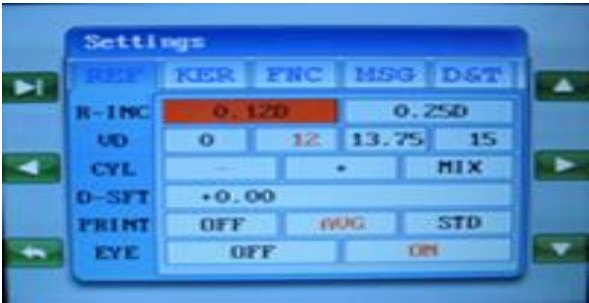 Settings
REF KER FNC MSG D&T
R-INC 0.12D 0.25D
VD 0 12 13.75 15
CYL - + MIX
D-SFT +0.00
PRINT OFF AVG STD
EYE OFF ON